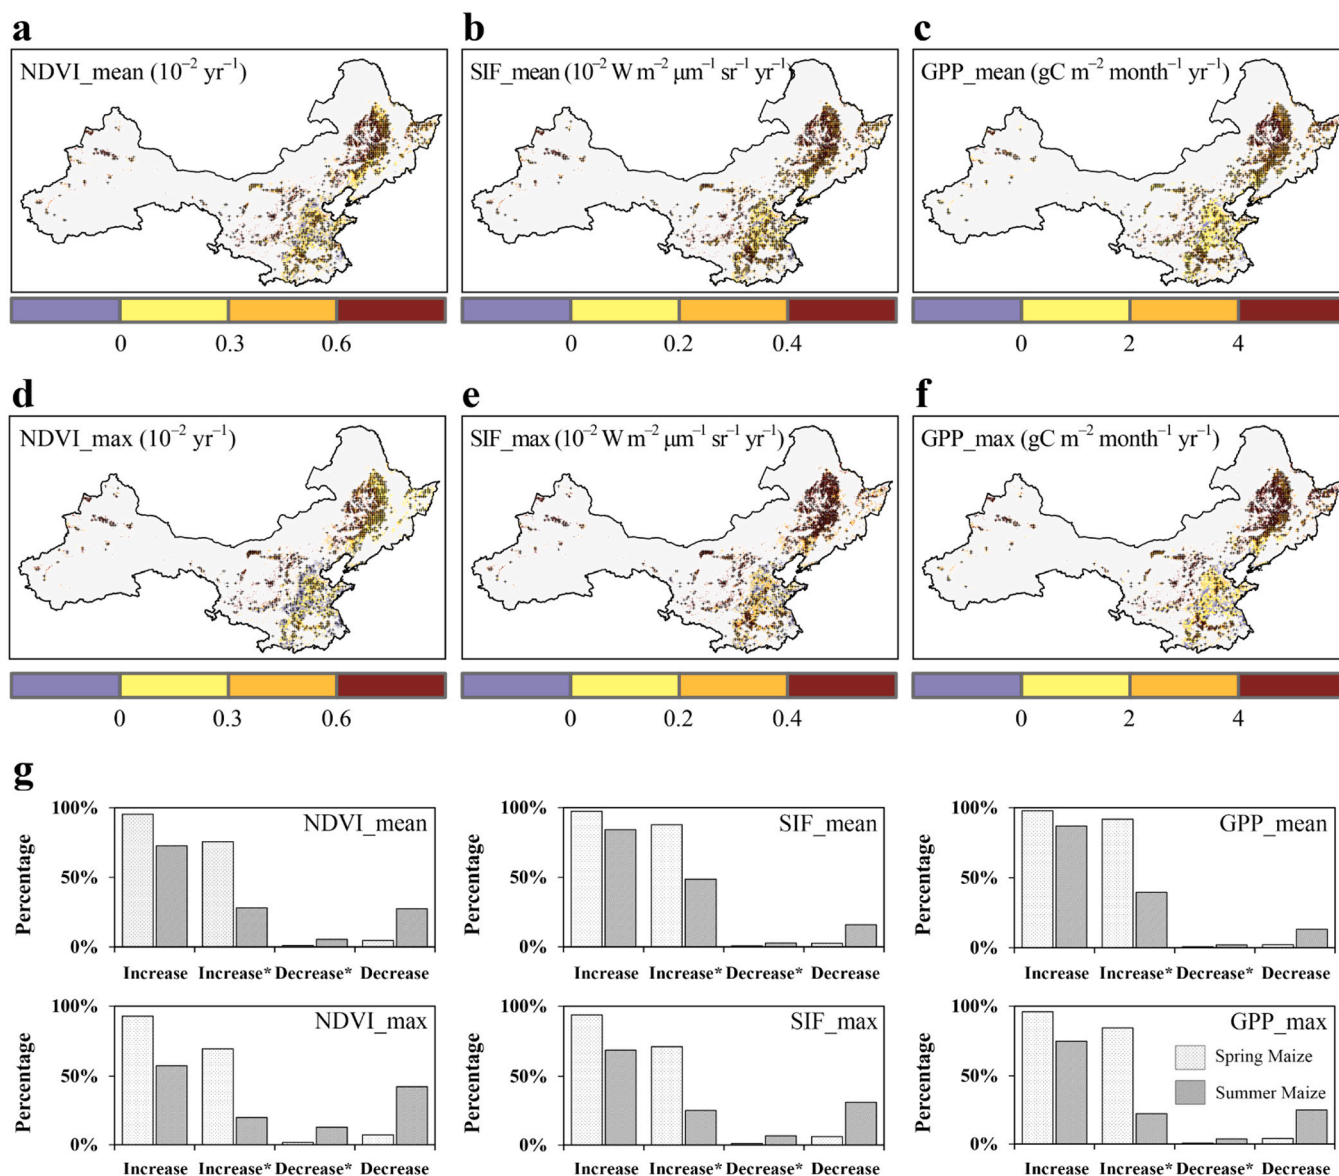 a
b
c
NDVI_mean (10⁻² yr⁻¹)
SIF_mean (10⁻² W m⁻² μm⁻¹ sr⁻¹ yr⁻¹)
GPP_mean (gC m⁻² month⁻¹ yr⁻¹)
0 0.3 0.6
0 0.2 0.4
0 2 4
d
e
f
NDVI_max (10⁻² yr⁻¹)
SIF_max (10⁻² W m⁻² μm⁻¹ sr⁻¹ yr⁻¹)
GPP_max (gC m⁻² month⁻¹ yr⁻¹)
0 0.3 0.6
0 0.2 0.4
0 2 4
g
NDVI_mean
Percentage
100%
50%
0%
Increase Increase* Decrease* Decrease
SIF_mean
Percentage
100%
50%
0%
Increase Increase* Decrease* Decrease
GPP_mean
Percentage
100%
50%
0%
Increase Increase* Decrease* Decrease
NDVI_max
Percentage
100%
50%
0%
Increase Increase* Decrease* Decrease
SIF_max
Percentage
100%
50%
0%
Increase Increase* Decrease* Decrease
GPP_max
Percentage
100%
50%
0%
Spring Maize
Summer Maize
Increase Increase* Decrease* Decrease